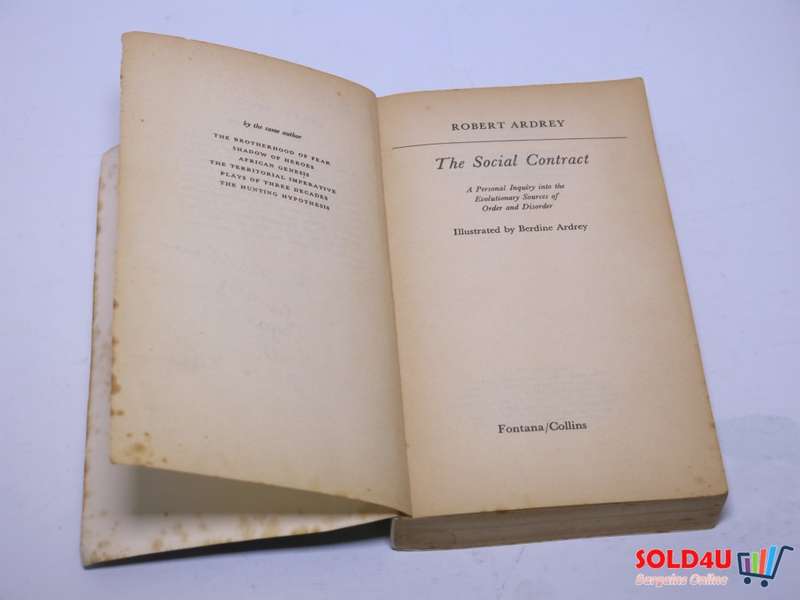 by the same author
THE BROTHERHOOD OF FEAR
SHADOW OF HEROES
AFRICAN GENESIS
THE TERRITORIAL IMPERATIVE
PLAYS OF THREE DECADES
THE HUNTING HYPOTHESIS
ROBERT ARDREY
The Social Contract
A Personal Inquiry into the
Evolutionary Sources of
Order and Disorder
Illustrated by Berdine Ardrey
Fontana/Collins
SOLD4U
Bargains Online